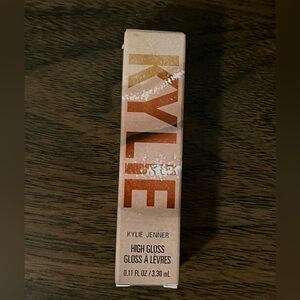 KYLIE
KYLIE JENNER
HIGH GLOSS
GLOSS À LÈVRES
0.11 FL OZ / 3.30 mL